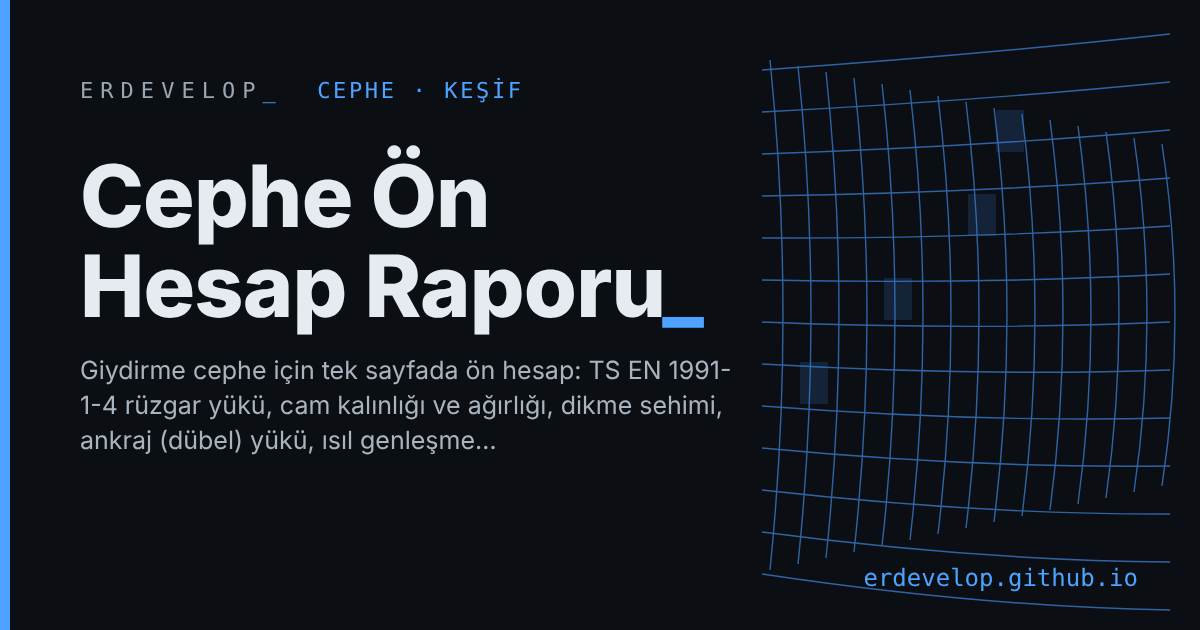 ERDEVELOP_ CEPHE · KEŞİF
Cephe Ön
Hesap Raporu_
Giydirme cephe için tek sayfada ön hesap: TS EN 1991-
1-4 rüzgar yükü, cam kalınlığı ve ağırlığı, dikme sehimi,
ankraj (dübel) yükü, ısıl genleşme...
erdevelop.github.io